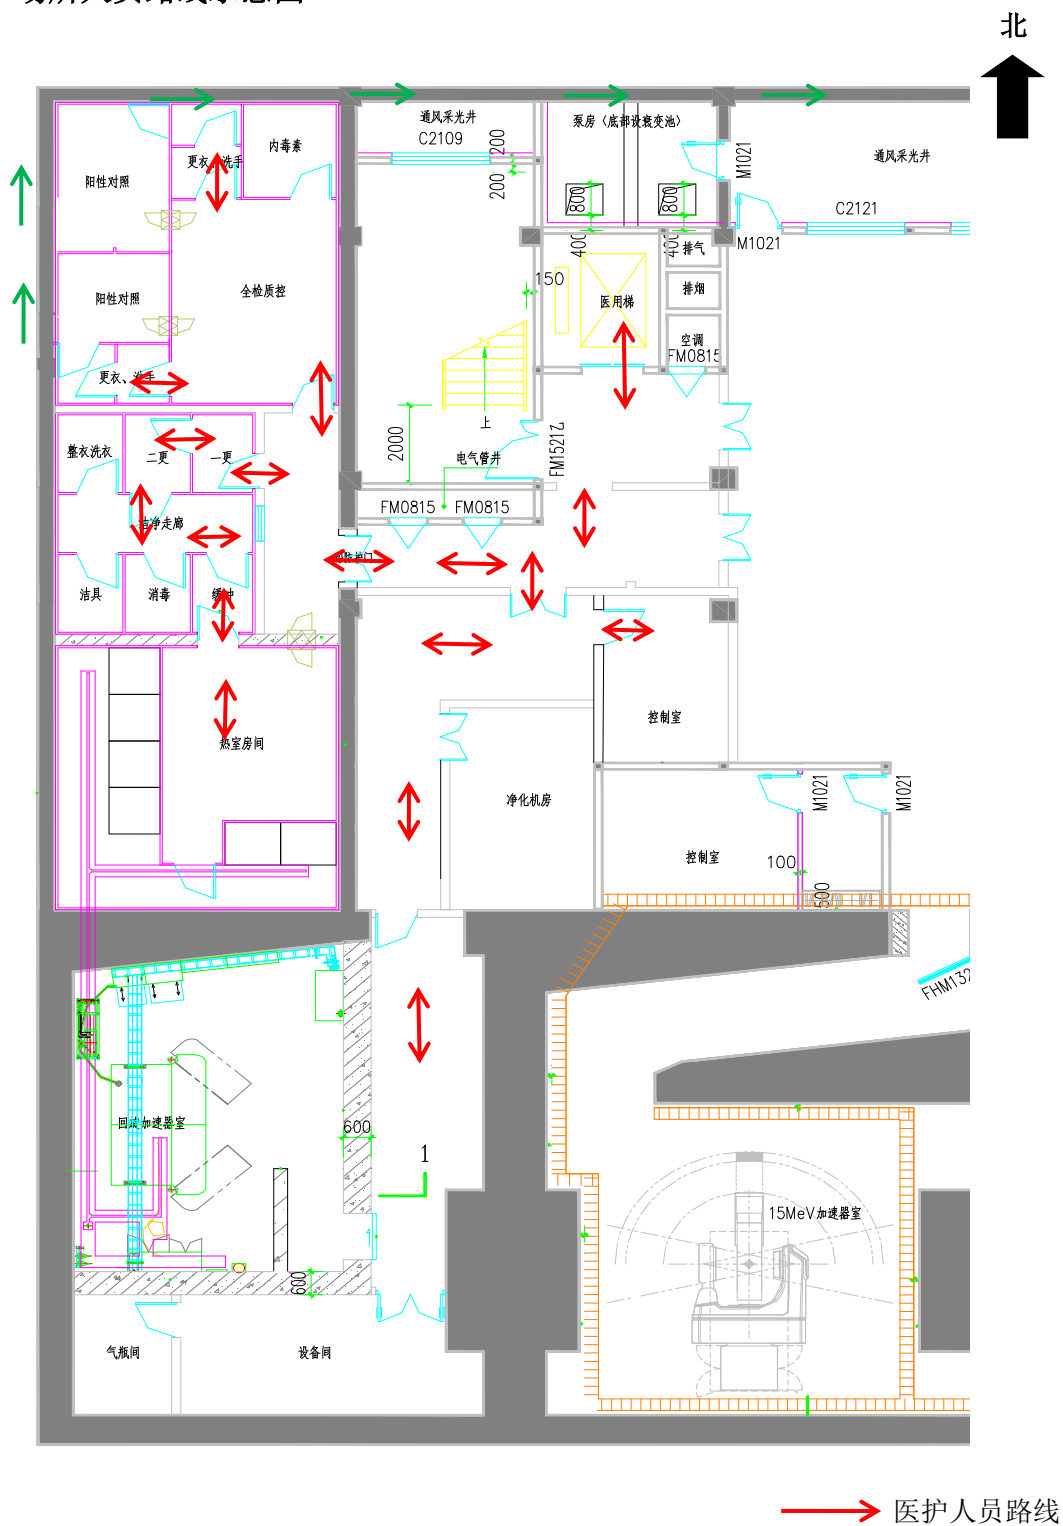 北
通风采光井
C2109
200
200
泵房（底部设衰变池）
M1021
通风采光井
C2121
M1021
内毒素
更衣、洗手
阳性对照
800
800
400
400
排气
排烟
空调
FM0815
150
医用梯
全检质控
阳性对照
更衣、洗手
上
2000
电气管井
FM1521Z
FM0815
FM0815
整衣洗衣
二更
一更
洁净走廊
洁具
消毒
缓冲
热室房间
控制室
净化机房
控制室
M1021
M1021
100
500
回旋加速器室
600
1
15MeV加速器室
600
气瓶间
设备间
医护人员路线